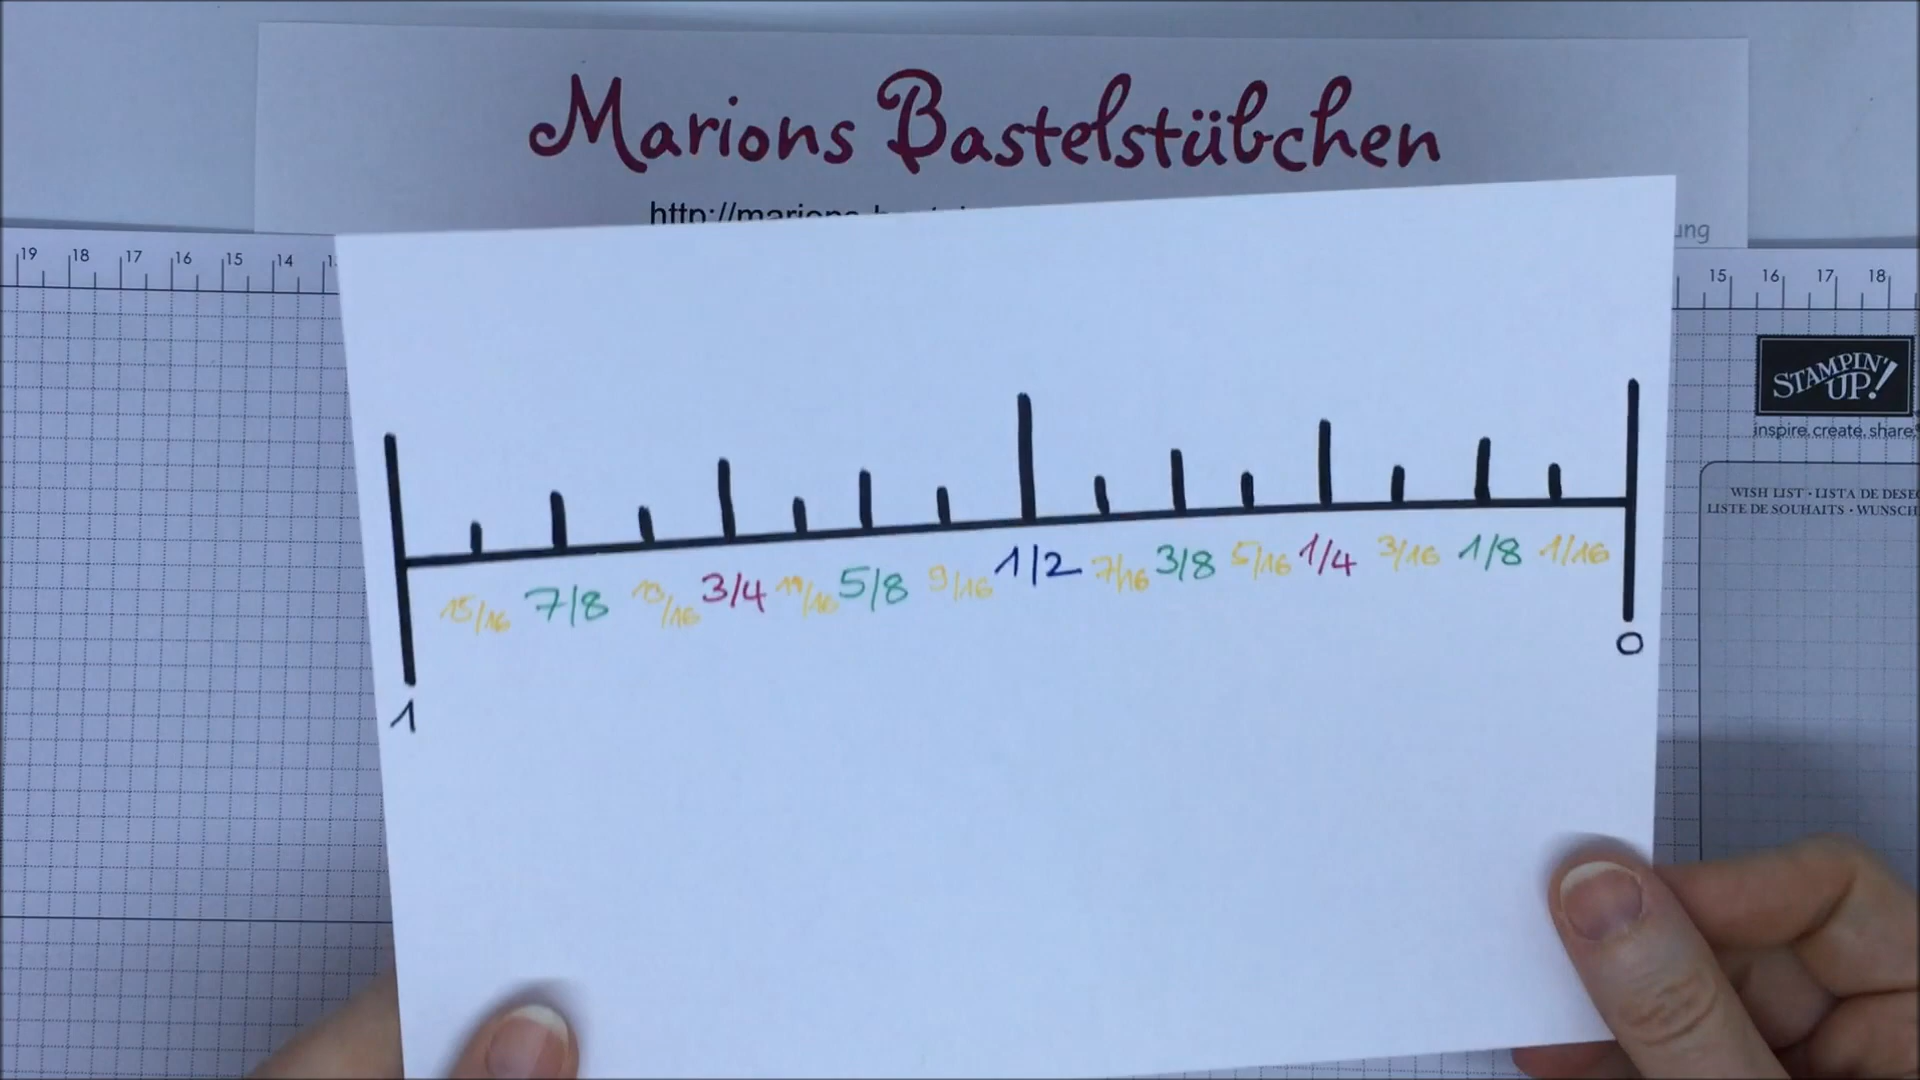 Marions Bastelstübchen
19 18 17 16 15 14
15 16 17 18
STAMPIN' UP!
inspire.create.share.
WISH LIST · LISTA DE
LISTE DE SOUHAITS ·
15/16 7/8 13/16 3/4 11/16 5/8 9/16 1/2 7/16 3/8 5/16 1/4 3/16 1/8 1/16
1 0